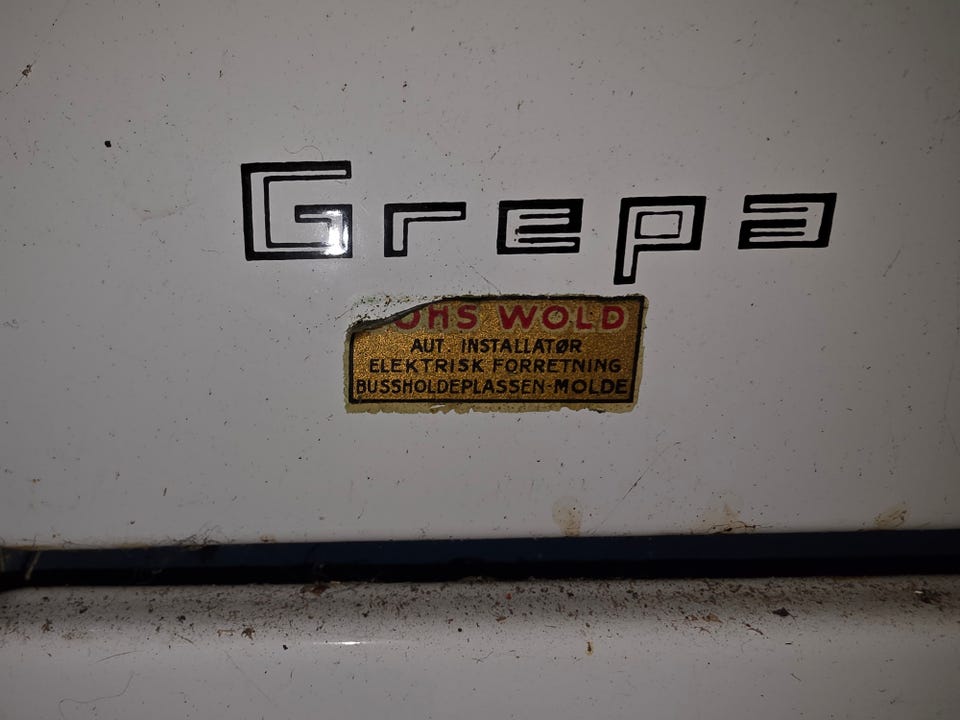 Grepa
OHS WOLD
AUT. INSTALLATØR
ELEKTRISK FORRETNING
BUSSHOLDEPLASSEN-MOLDE